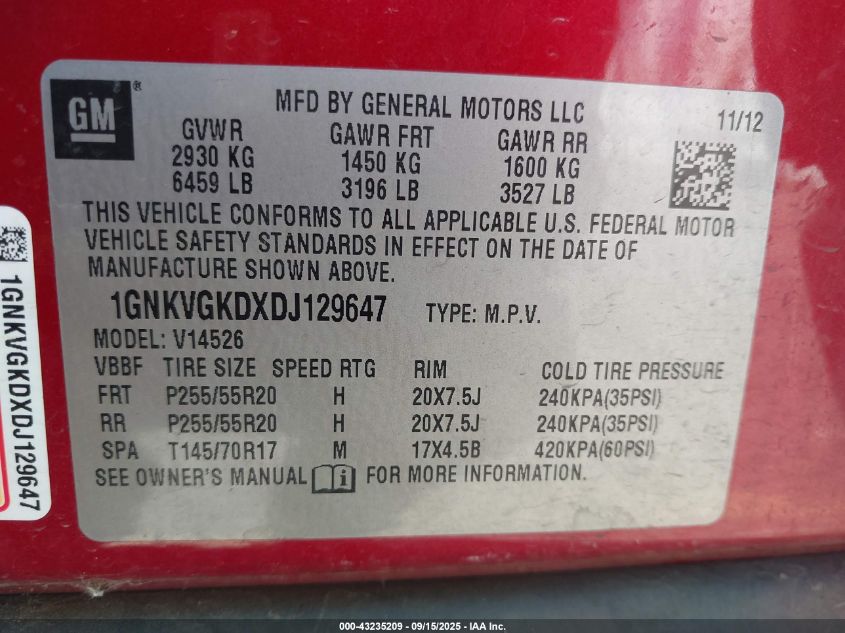 GM
MFD BY GENERAL MOTORS LLC
11/12
GVWR GAWR FRT GAWR RR
2930 KG 1450 KG 1600 KG
6459 LB 3196 LB 3527 LB
THIS VEHICLE CONFORMS TO ALL APPLICABLE U.S. FEDERAL MOTOR
VEHICLE SAFETY STANDARDS IN EFFECT ON THE DATE OF
MANUFACTURE SHOWN ABOVE.
1GNKVGKDXDJ129647 TYPE: M.P.V.
MODEL: V14526
VBBF TIRE SIZE SPEED RTG RIM COLD TIRE PRESSURE
FRT P255/55R20 H 20X7.5J 240KPA(35PSI)
RR P255/55R20 H 20X7.5J 240KPA(35PSI)
SPA T145/70R17 M 17X4.5B 420KPA(60PSI)
SEE OWNER'S MANUAL i FOR MORE INFORMATION.
1GNKVGKDXDJ129647
000-43235209 - 09/15/2025 - IAA Inc.